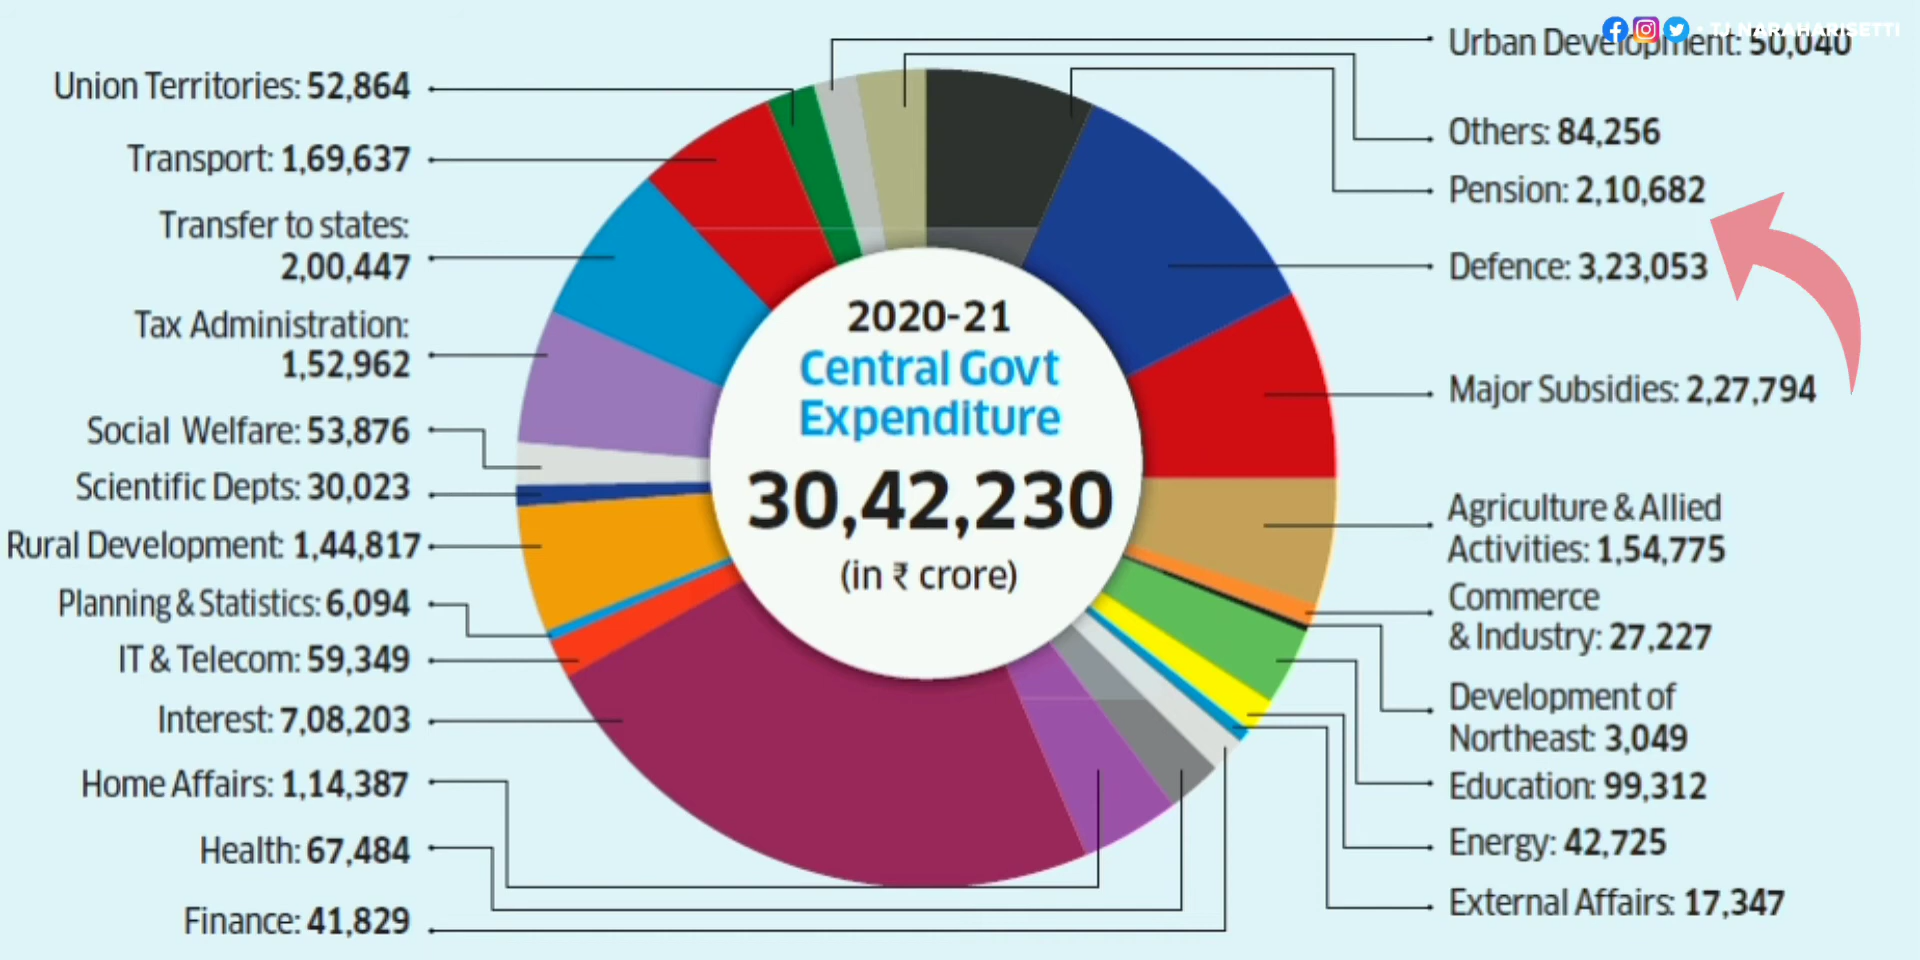 TJ NARAHARISETTI
Urban Development: 50,040
Others: 84,256
Pension: 2,10,682
Defence: 3,23,053
Major Subsidies: 2,27,794
Agriculture & Allied
Activities: 1,54,775
Commerce
& Industry: 27,227
Development of
Northeast: 3,049
Education: 99,312
Energy: 42,725
External Affairs: 17,347
Union Territories: 52,864
Transport: 1,69,637
Transfer to states:
2,00,447
Tax Administration:
1,52,962
Social Welfare: 53,876
Scientific Depts: 30,023
Rural Development: 1,44,817
Planning & Statistics: 6,094
IT & Telecom: 59,349
Interest: 7,08,203
Home Affairs: 1,14,387
Health: 67,484
Finance: 41,829
2020-21
Central Govt
Expenditure
30,42,230
(in ₹ crore)